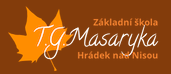 Základní škola
T.G.Masaryka
Hrádek nad Nisou